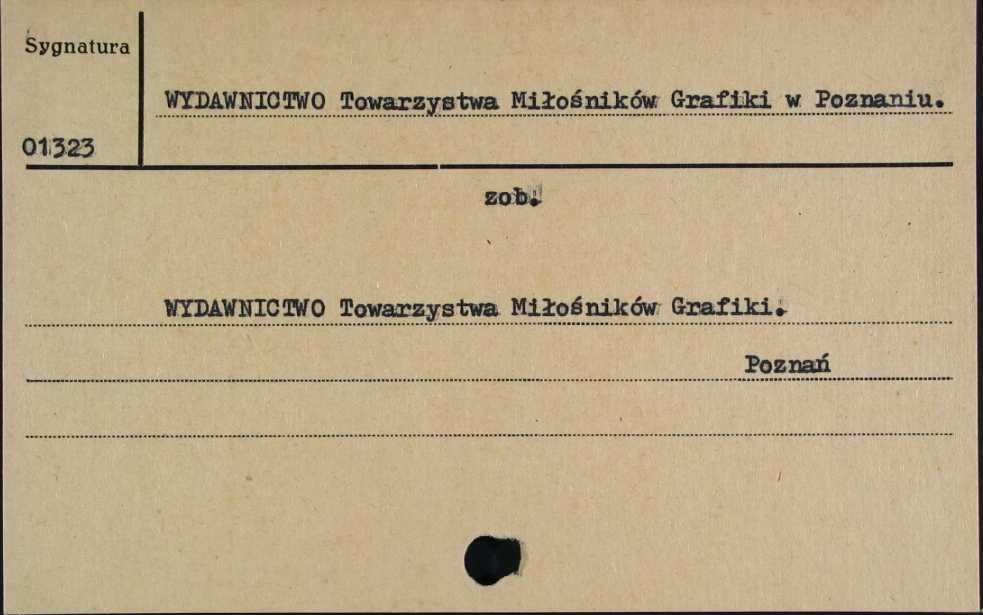 Sygnatura
WYDAWNICTWO Towarzystwa Miłośników Grafiki w Poznaniu.
01323
zob.
WYDAWNICTWO Towarzystwa Miłośników Grafiki.
Poznań